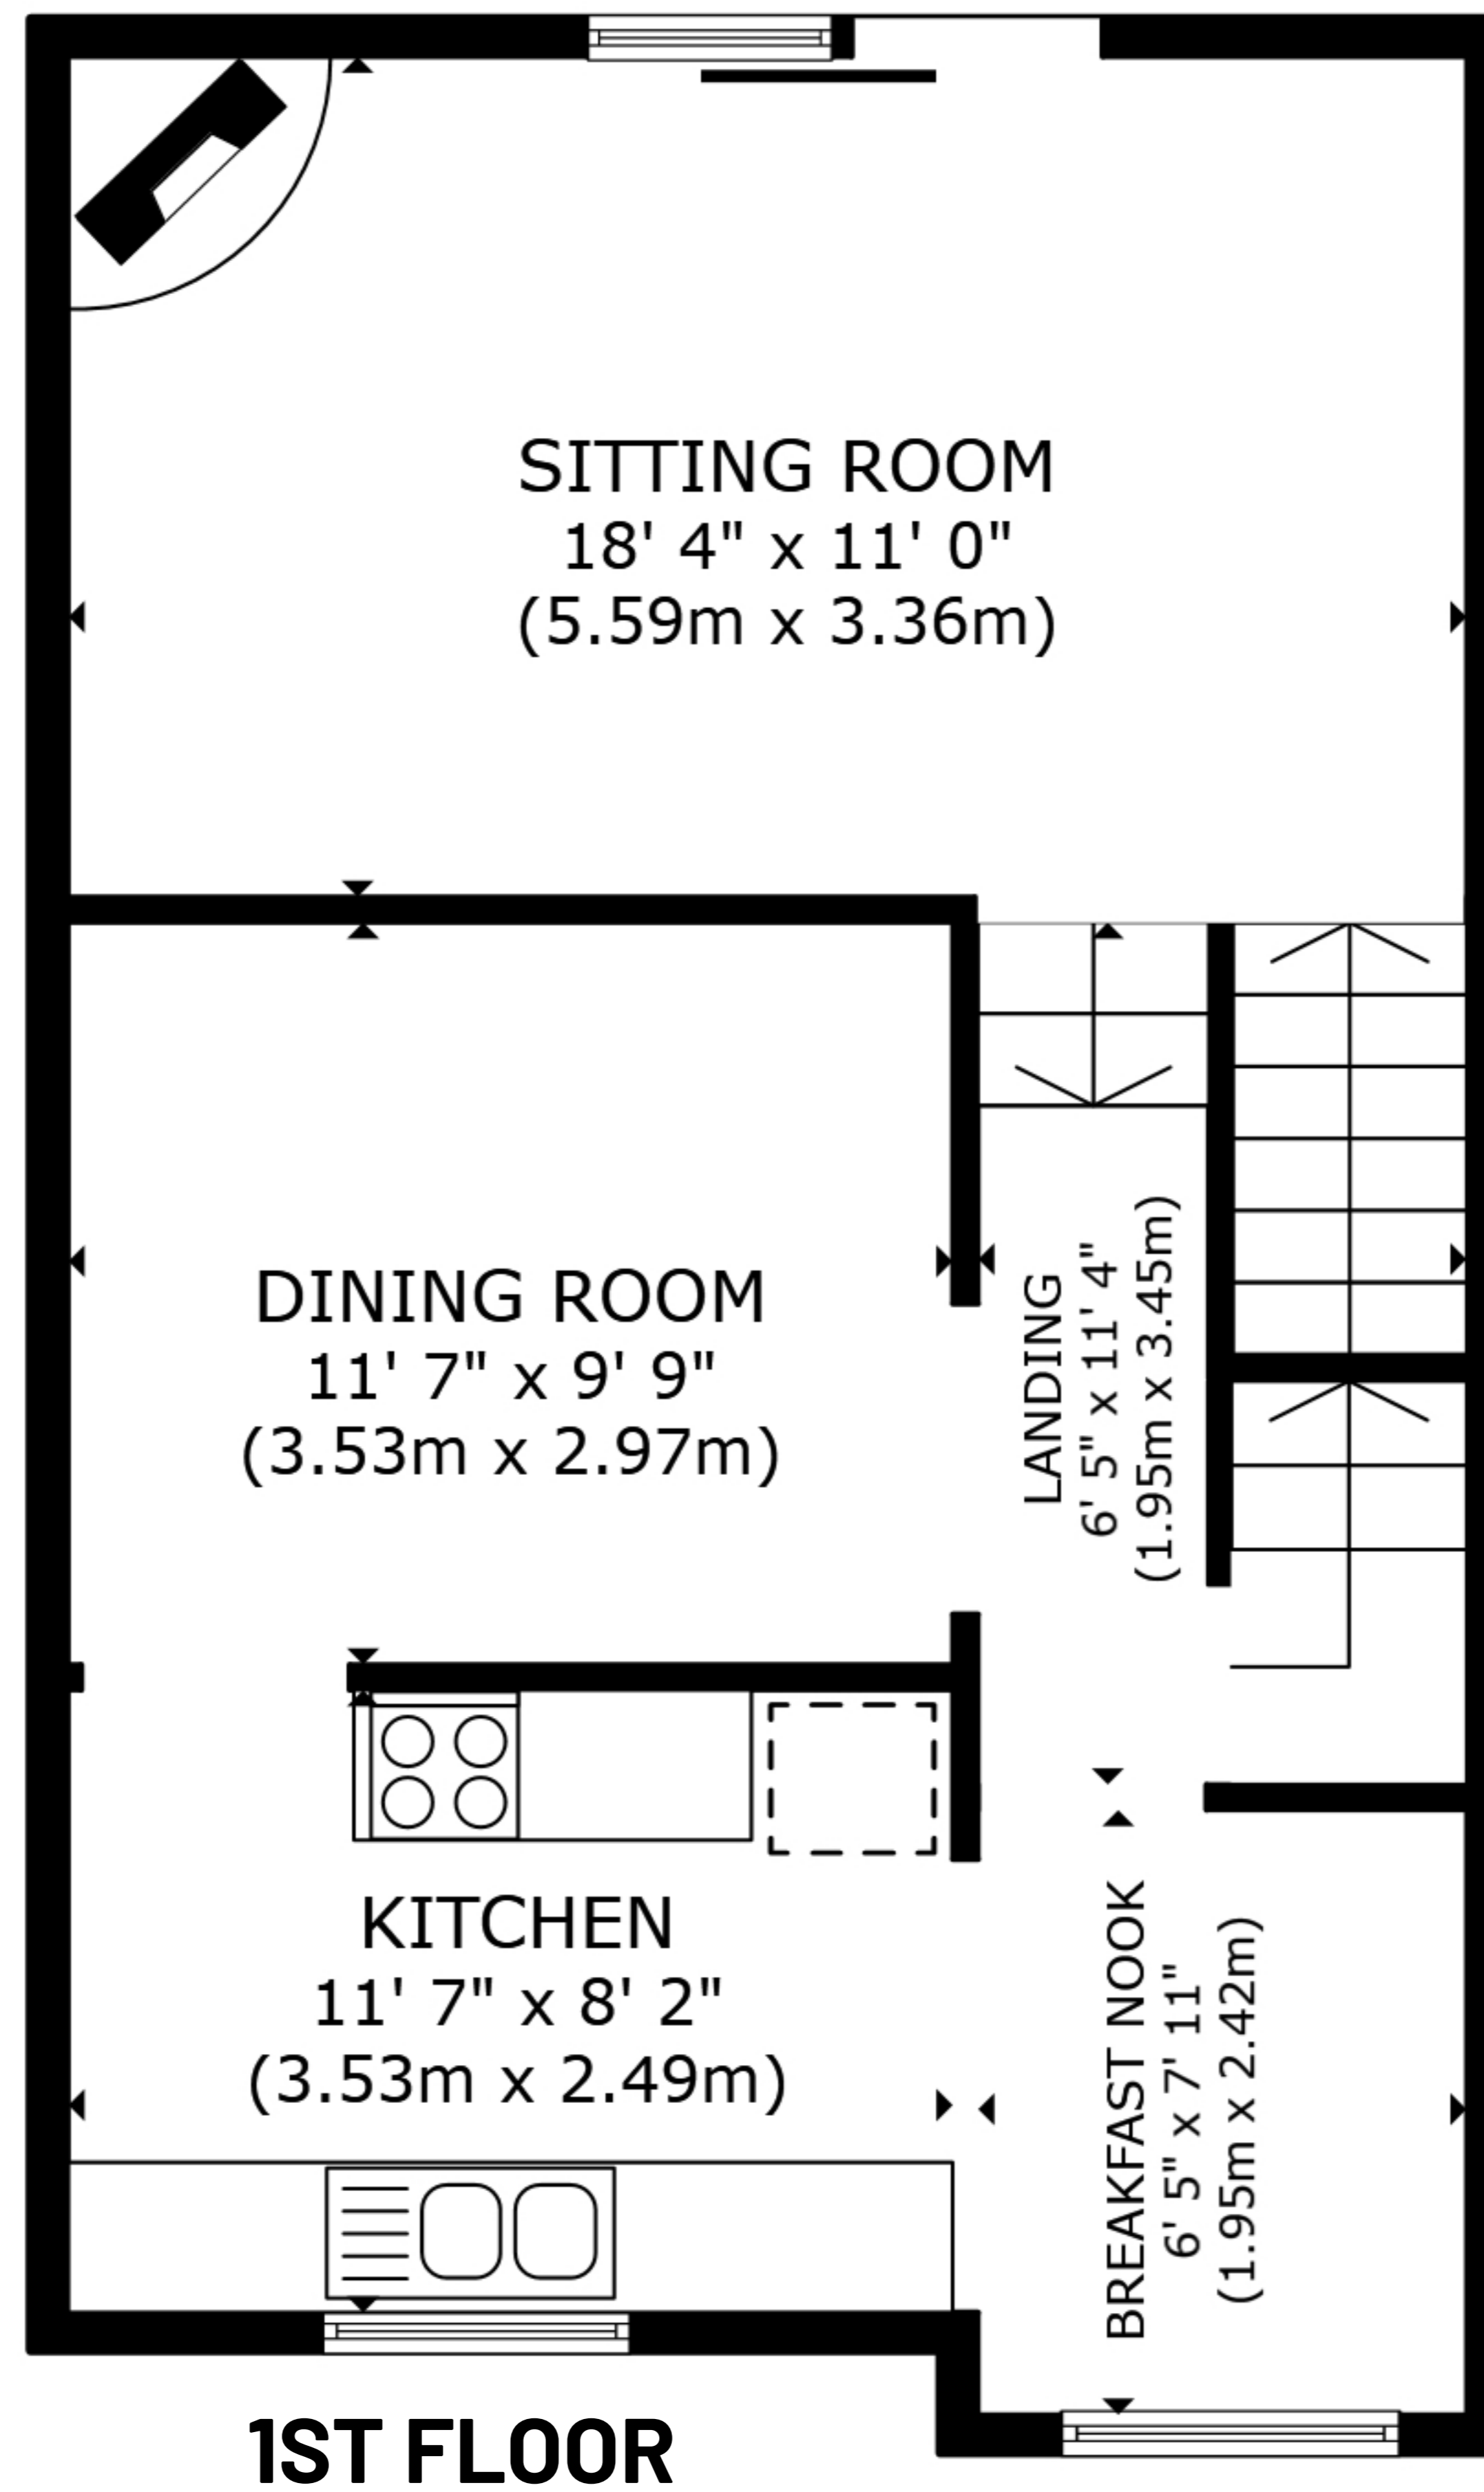 SITTING ROOM
18' 4" x 11' 0"
(5.59m x 3.36m)
DINING ROOM
11' 7" x 9' 9"
(3.53m x 2.97m)
LANDING
6' 5" x 11' 4"
(1.95m x 3.45m)
KITCHEN
11' 7" x 8' 2"
(3.53m x 2.49m)
BREAKFAST NOOK
6' 5" x 7' 11"
(1.95m x 2.42m)
1ST FLOOR